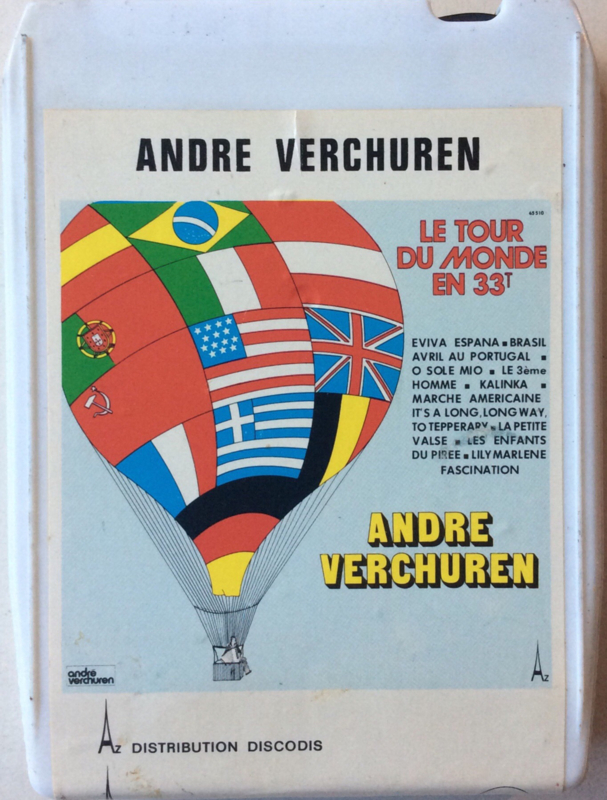 ANDRE VERCHUREN
LE TOUR
DU MONDE
EN 33T
EVIVA ESPANA ▪ BRASIL
AVRIL AU PORTUGAL ▪
O SOLE MIO ▪ LE 3ème
HOMME ▪ KALINKA ▪
MARCHE AMERICAINE
IT'S A LONG, LONG WAY,
TO TEPPERARY ▪ LA PETITE
VALSE ▪ LES ENFANTS
DU PIREE ▪ LILY MARLENE
FASCINATION
ANDRE
VERCHUREN
andré
verchuren
Az
Az DISTRIBUTION DISCODIS